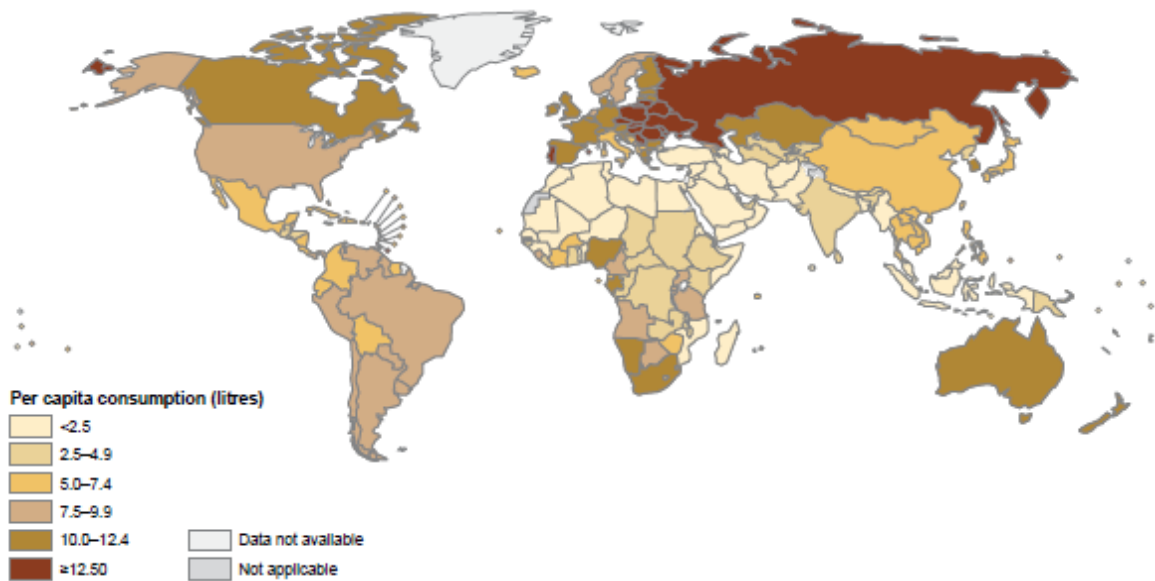 Per capita consumption (litres)
<2.5
2.5–4.9
5.0–7.4
7.5–9.9
10.0–12.4
≥12.50
Data not available
Not applicable